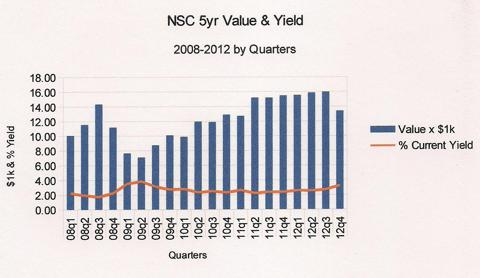 NSC 5yr Value & Yield
2008-2012 by Quarters
18.00
16.00
14.00
12.00
10.00
8.00
6.00
4.00
2.00
0.00
$1k & % Yield
08q1 08q2 08q3 08q4 09q1 09q2 09q3 09q4 10q1 10q2 10q3 10q4 11q1 11q2 11q3 11q4 12q1 12q2 12q3 12q4
Quarters
Value x $1k
% Current Yield